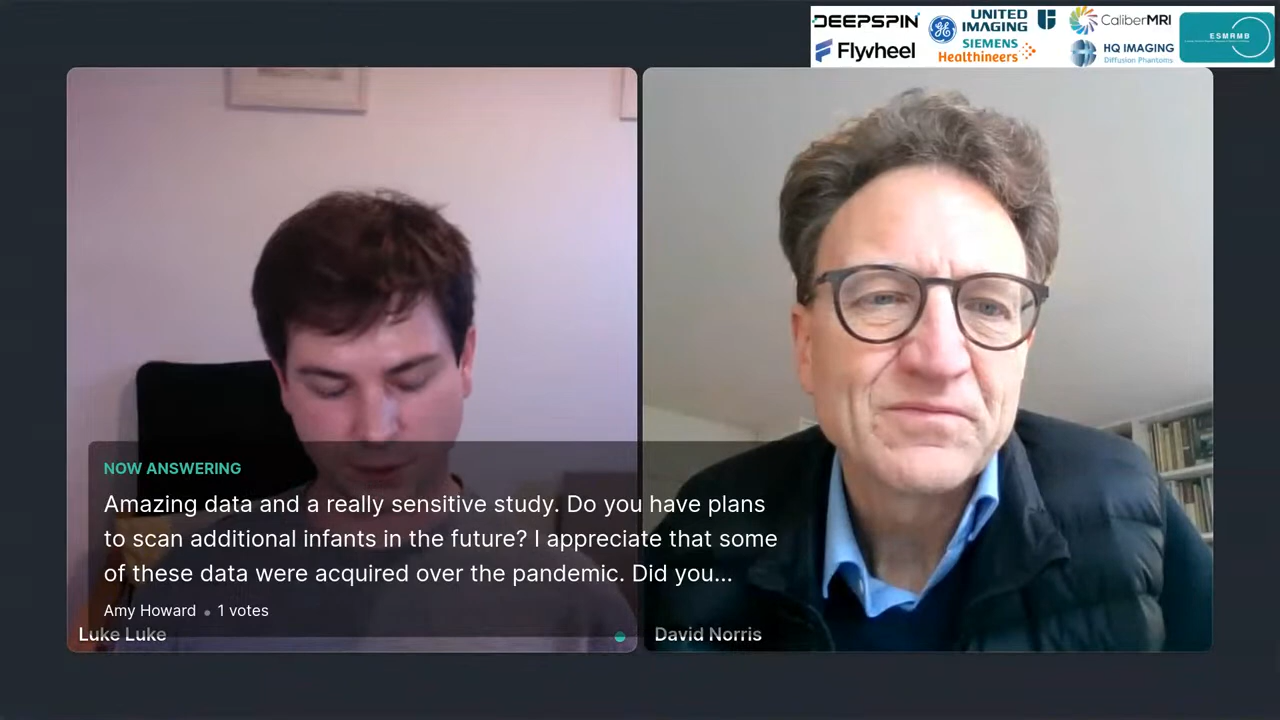 DEEPSPIN
UNITED
IMAGING
CaliberMRI
ESMRMB
Flywheel
SIEMENS
Healthineers
HQ IMAGING
Diffusion Phantoms
NOW ANSWERING
Amazing data and a really sensitive study. Do you have plans
to scan additional infants in the future? I appreciate that some
of these data were acquired over the pandemic. Did you...
Amy Howard • 1 votes
Luke Luke
David Norris